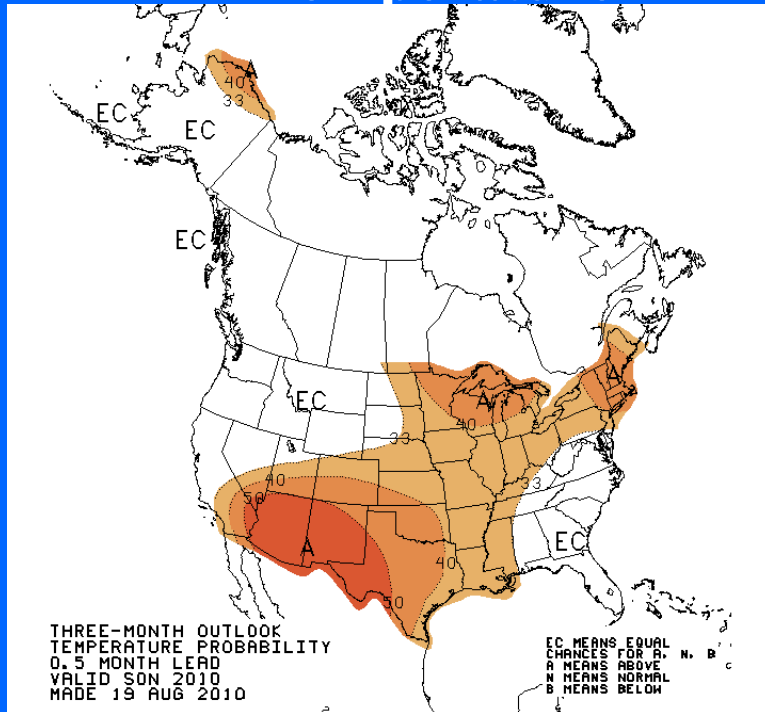 A
40
33
EC
EC
EC
A
EC
A
40
33
33
40
50
A
40
EC
50
THREE-MONTH OUTLOOK
TEMPERATURE PROBABILITY
0.5 MONTH LEAD
VALID SON 2010
MADE 19 AUG 2010
EC MEANS EQUAL
CHANCES FOR A, N, B
A MEANS ABOVE
N MEANS NORMAL
B MEANS BELOW